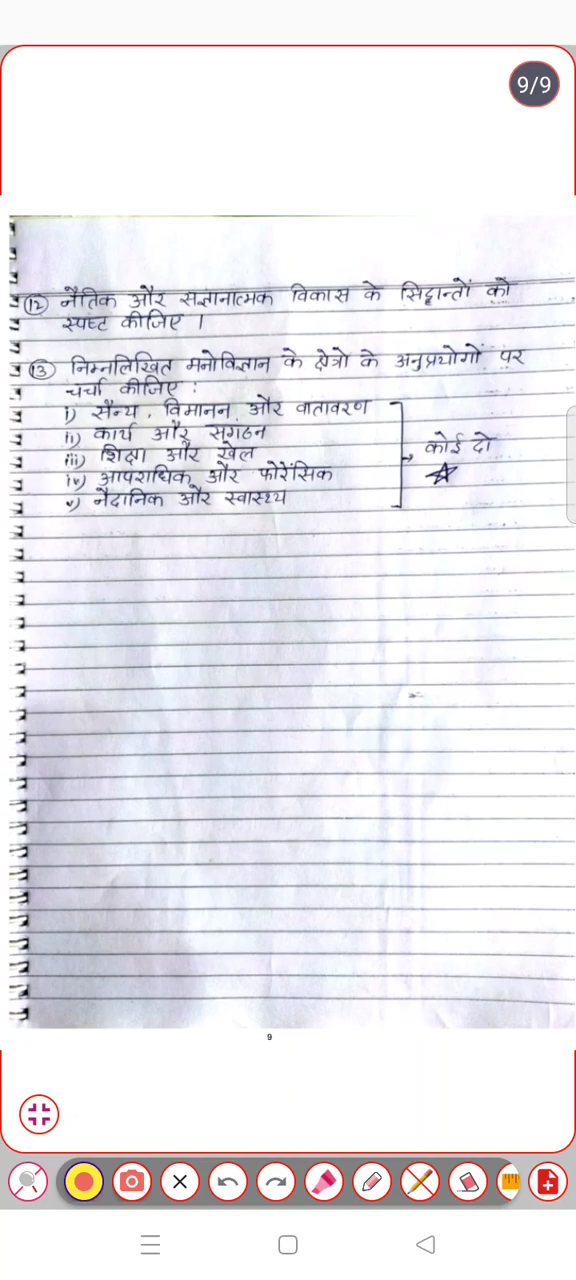 9/9
12 नैतिक और सज्ञानात्मक विकास के सिद्धान्तों को
स्पष्ट कीजिए ।
13 निम्नलिखित मनोविज्ञान के क्षेत्रो के अनुप्रयोगों पर
चर्चा कीजिए :
i) सैन्य, विमानन, और वातावरण
ii) कार्य और संगठन
iii) शिक्षा और खेल
iv) आपराधिक और फोरेंसिक
v) नैदानिक और स्वास्थ्य
कोई दो
9